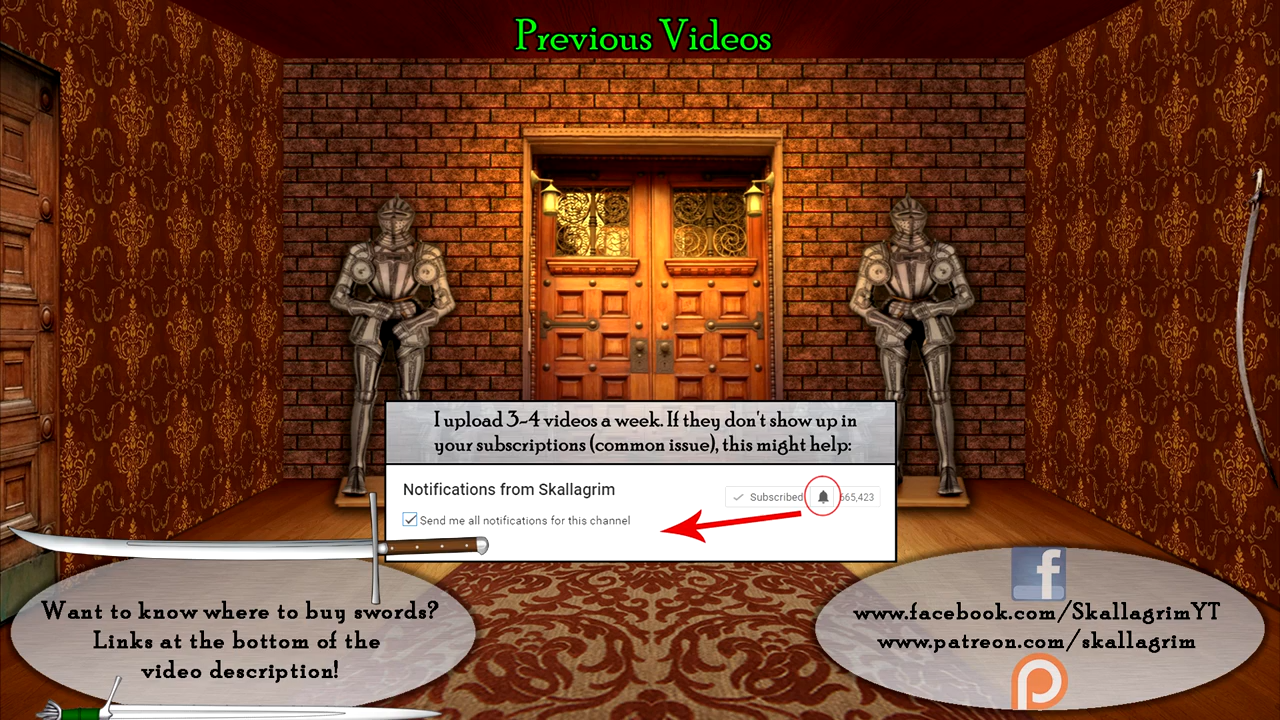 Previous Videos
I upload 3-4 videos a week. If they don't show up in
your subscriptions (common issue), this might help:
Notifications from Skallagrim
Subscribed 665,423
Send me all notifications for this channel
Want to know where to buy swords?
Links at the bottom of the
video description!
www.facebook.com/SkallagrimYT
www.patreon.com/skallagrim